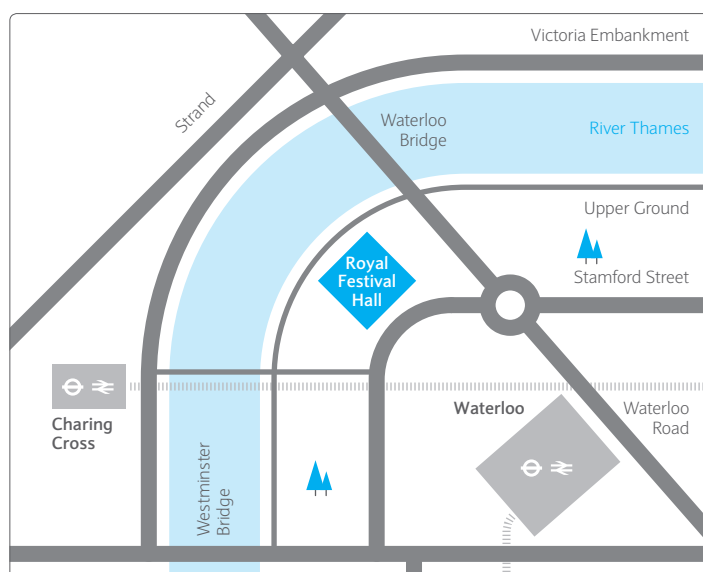 Victoria Embankment
Strand
Waterloo
Bridge
River Thames
Upper Ground
Royal
Festival
Hall
Stamford Street
Charing
Cross
Waterloo
Waterloo
Road
Westminster
Bridge